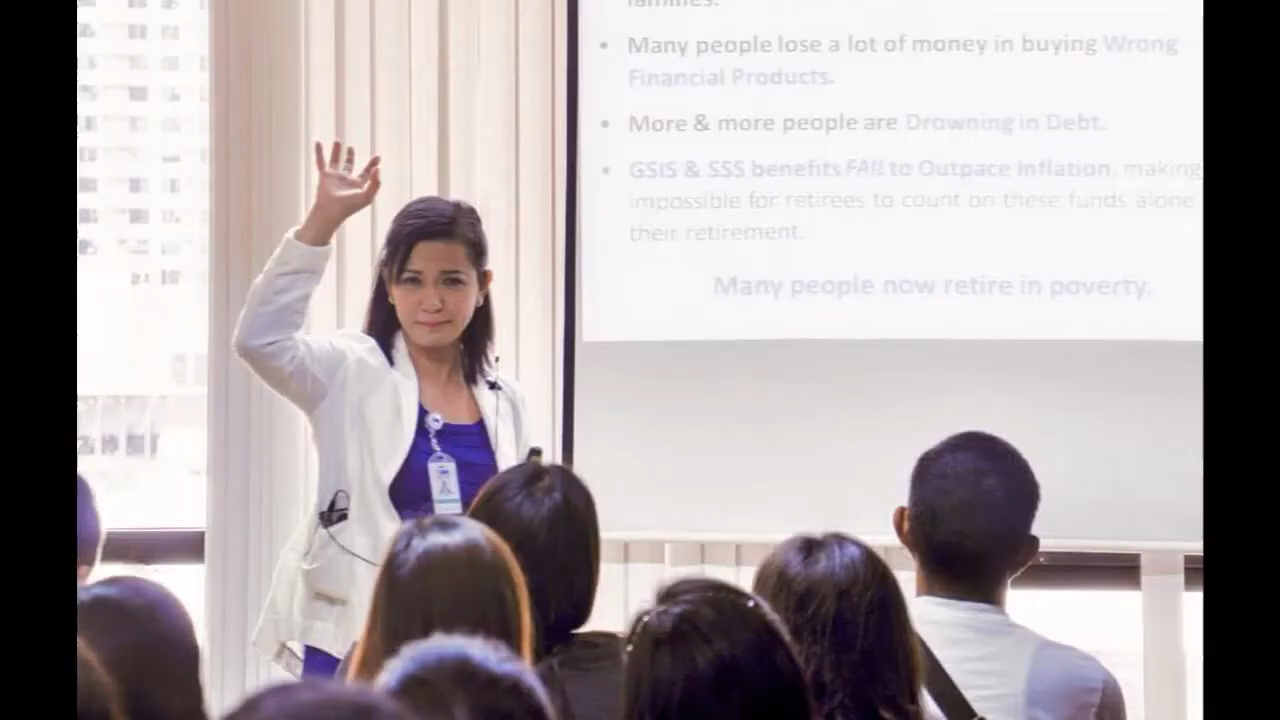 families.
• Many people lose a lot of money in buying Wrong
Financial Products.
• More & more people are Drowning in Debt.
• GSIS & SSS benefits FAIL to Outpace Inflation, making
impossible for retirees to count on these funds alone
their retirement.
Many people now retire in poverty.